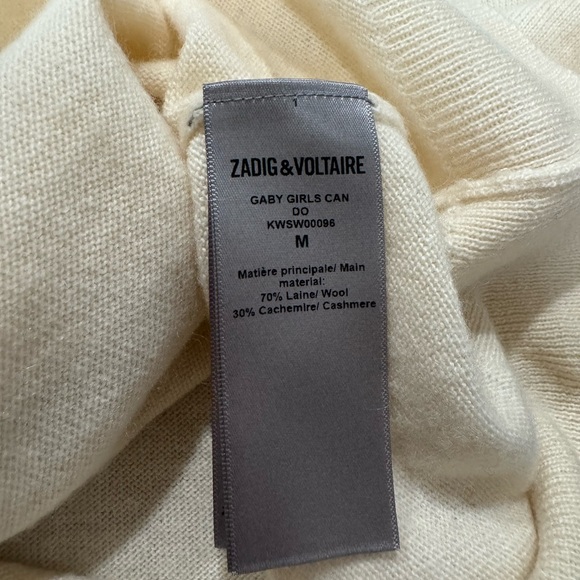 ZADIG & VOLTAIRE
GABY GIRLS CAN
DO
KWSW00096
M
Matière principale/ Main
material:
70% Laine/ Wool
30% Cachemire/ Cashmere